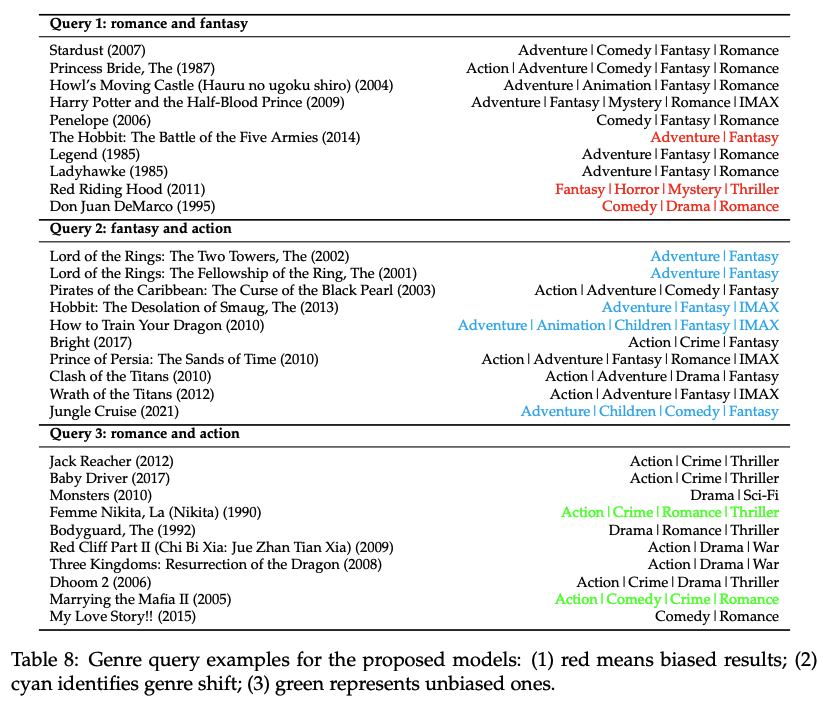 Query 1: romance and fantasy
Stardust (2007) Adventure|Comedy|Fantasy|Romance
Princess Bride, The (1987) Action|Adventure|Comedy|Fantasy|Romance
Howl's Moving Castle (Hauru no ugoku shiro) (2004) Adventure|Animation|Fantasy|Romance
Harry Potter and the Half-Blood Prince (2009) Adventure|Fantasy|Mystery|Romance|IMAX
Penelope (2006) Comedy|Fantasy|Romance
The Hobbit: The Battle of the Five Armies (2014) Adventure|Fantasy
Legend (1985) Adventure|Fantasy|Romance
Ladyhawke (1985) Adventure|Fantasy|Romance
Red Riding Hood (2011) Fantasy|Horror|Mystery|Thriller
Don Juan DeMarco (1995) Comedy|Drama|Romance
Query 2: fantasy and action
Lord of the Rings: The Two Towers, The (2002) Adventure|Fantasy
Lord of the Rings: The Fellowship of the Ring, The (2001) Adventure|Fantasy
Pirates of the Caribbean: The Curse of the Black Pearl (2003) Action|Adventure|Comedy|Fantasy
Hobbit: The Desolation of Smaug, The (2013) Adventure|Fantasy|IMAX
How to Train Your Dragon (2010) Adventure|Animation|Children|Fantasy|IMAX
Bright (2017) Action|Crime|Fantasy
Prince of Persia: The Sands of Time (2010) Action|Adventure|Fantasy|Romance|IMAX
Clash of the Titans (2010) Action|Adventure|Drama|Fantasy
Wrath of the Titans (2012) Action|Adventure|Fantasy|IMAX
Jungle Cruise (2021) Adventure|Children|Comedy|Fantasy
Query 3: romance and action
Jack Reacher (2012) Action|Crime|Thriller
Baby Driver (2017) Action|Crime|Thriller
Monsters (2010) Drama|Sci-Fi
Femme Nikita, La (Nikita) (1990) Action|Crime|Romance|Thriller
Bodyguard, The (1992) Drama|Romance|Thriller
Red Cliff Part II (Chi Bi Xia: Jue Zhan Tian Xia) (2009) Action|Drama|War
Three Kingdoms: Resurrection of the Dragon (2008) Action|Drama|War
Dhoom 2 (2006) Action|Crime|Drama|Thriller
Marrying the Mafia II (2005) Action|Comedy|Crime|Romance
My Love Story!! (2015) Comedy|Romance
Table 8: Genre query examples for the proposed models: (1) red means biased results; (2)
cyan identifies genre shift; (3) green represents unbiased ones.